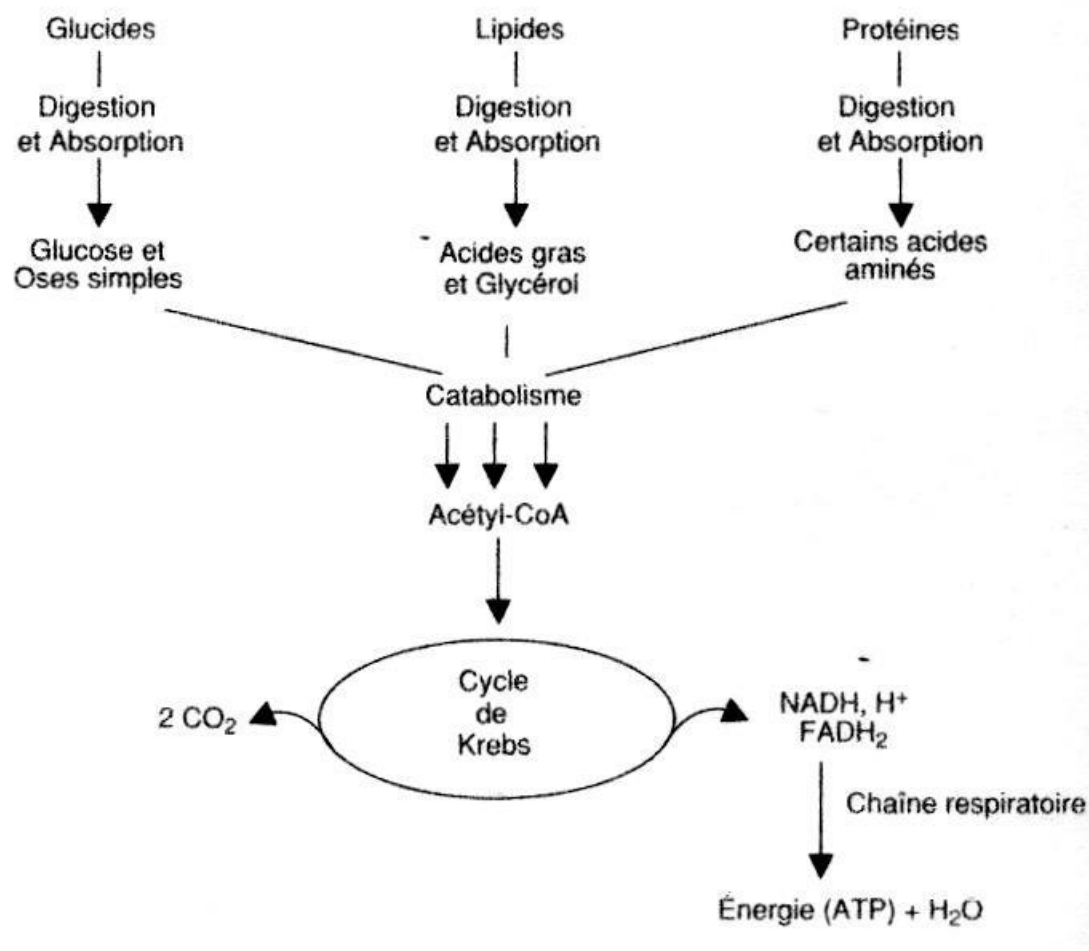 Glucides
Lipides
Protéines
Digestion
et Absorption
Digestion
et Absorption
Digestion
et Absorption
Glucose et
Oses simples
Acides gras
et Glycérol
Certains acides
aminés
Catabolisme
Acétyl-CoA
Cycle
de
Krebs
2 CO₂
NADH, H⁺
FADH₂
Chaîne respiratoire
Énergie (ATP) + H₂O